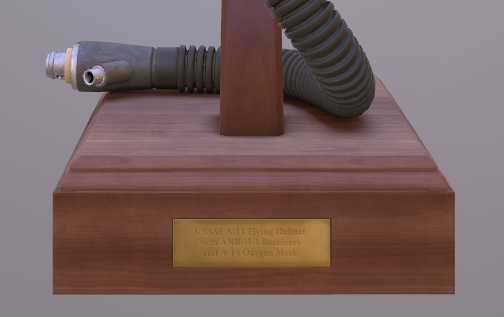 USAAF A-11 Flying Helmet
with ANB-H-1 Receivers
and A-14 Oxygen Mask